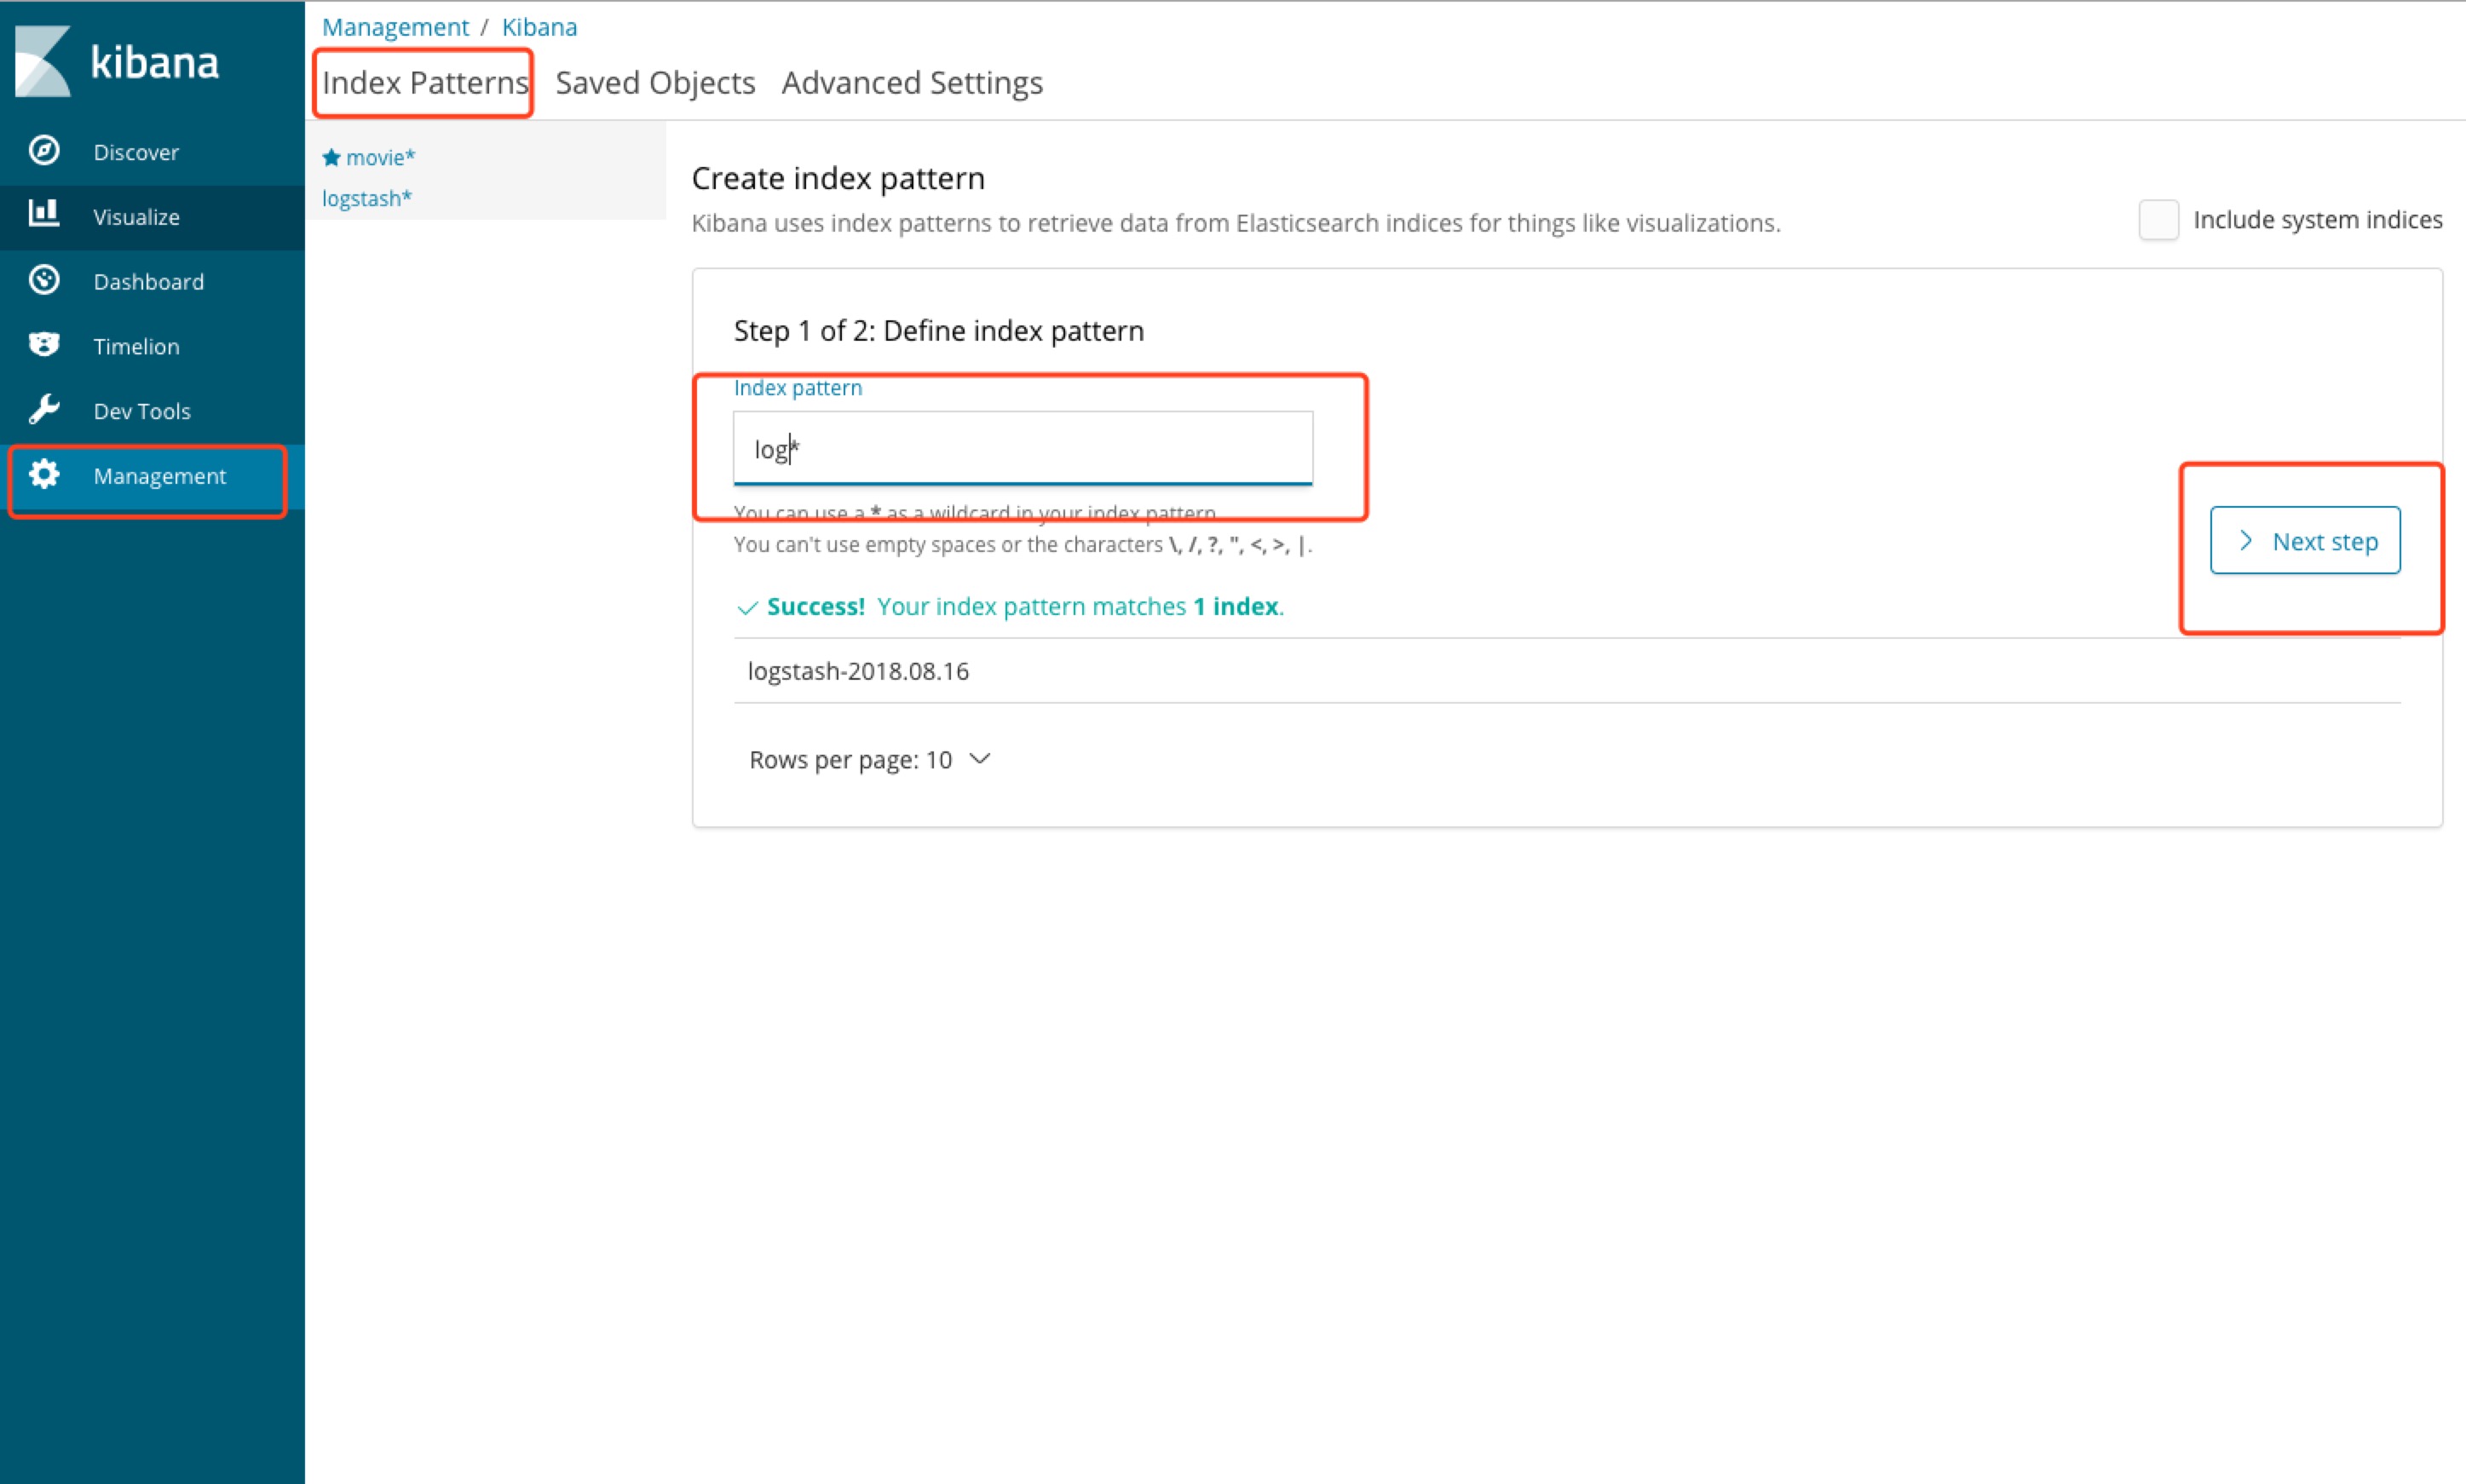 kibana
Discover
Visualize
Dashboard
Timelion
Dev Tools
Management
Management / Kibana
Index Patterns Saved Objects Advanced Settings
movie*
logstash*
Create index pattern
Kibana uses index patterns to retrieve data from Elasticsearch indices for things like visualizations.
Include system indices
Step 1 of 2: Define index pattern
Index pattern
log*
You can use a * as a wildcard in your index pattern.
You can't use empty spaces or the characters \, /, ?, ", <, >, |.
Next step
Success! Your index pattern matches 1 index.
logstash-2018.08.16
Rows per page: 10